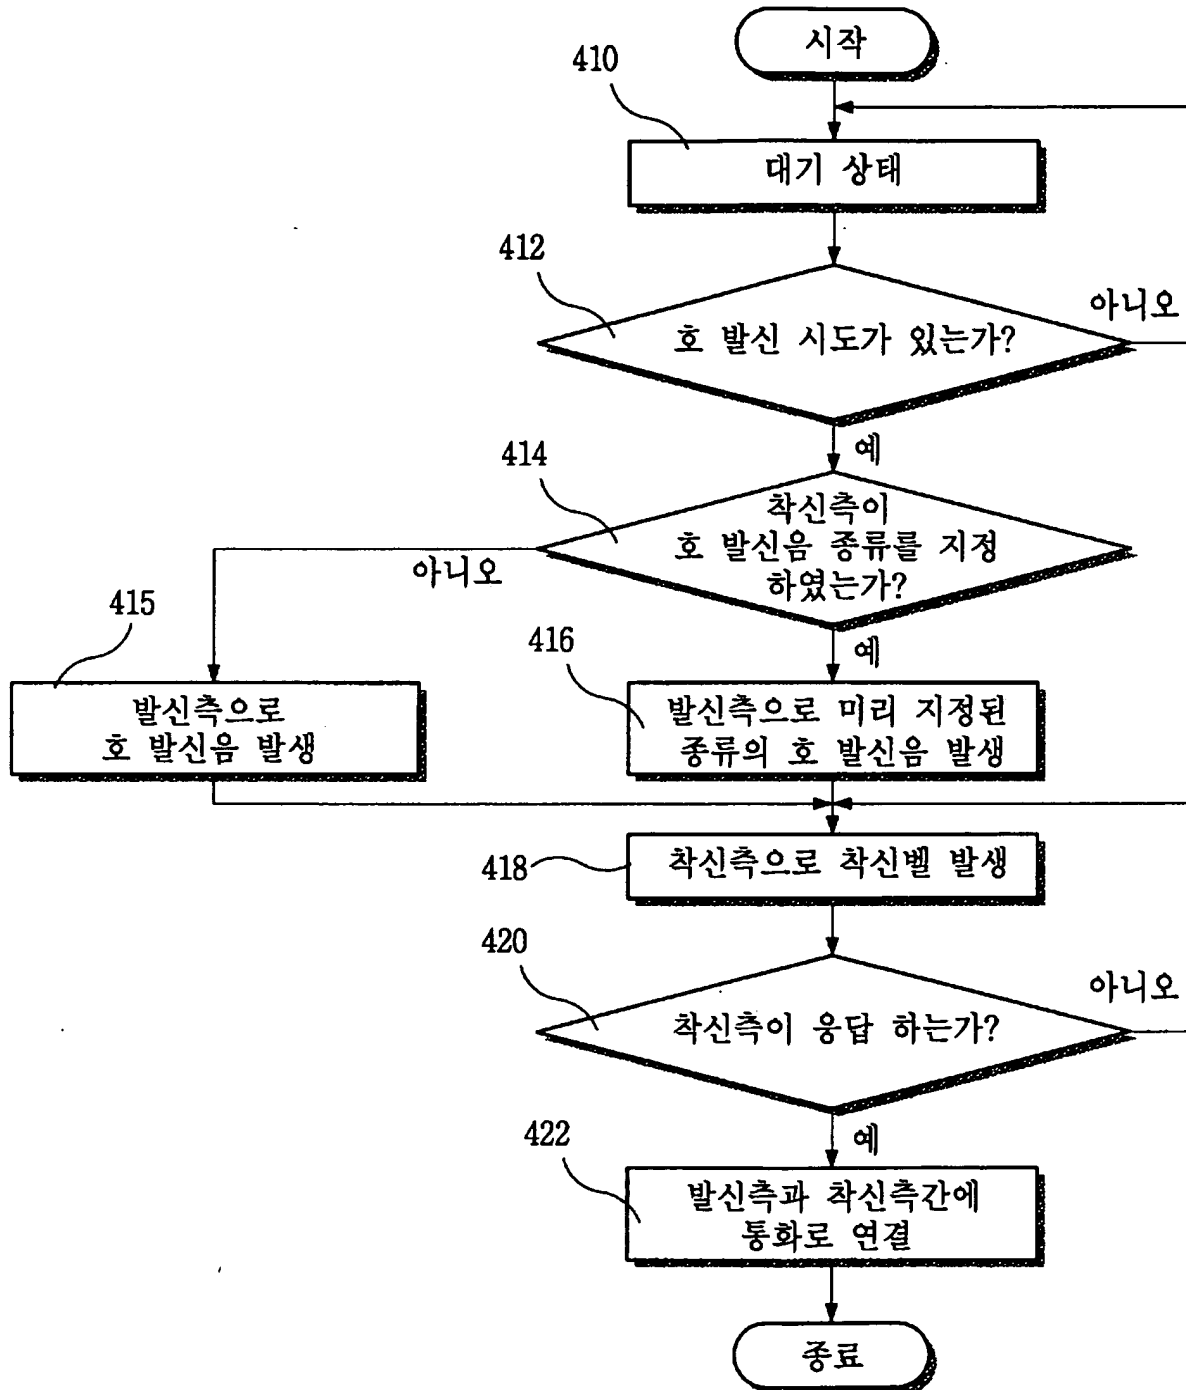 시작
410
대기 상태
412
호 발신 시도가 있는가?
아니오
예
414
착신측이
호 발신음 종류를 지정
하였는가?
아니오
415
발신측으로
호 발신음 발생
예
416
발신측으로 미리 지정된
종류의 호 발신음 발생
418
착신측으로 착신벨 발생
420
착신측이 응답 하는가?
아니오
예
422
발신측과 착신측간에
통화로 연결
종료